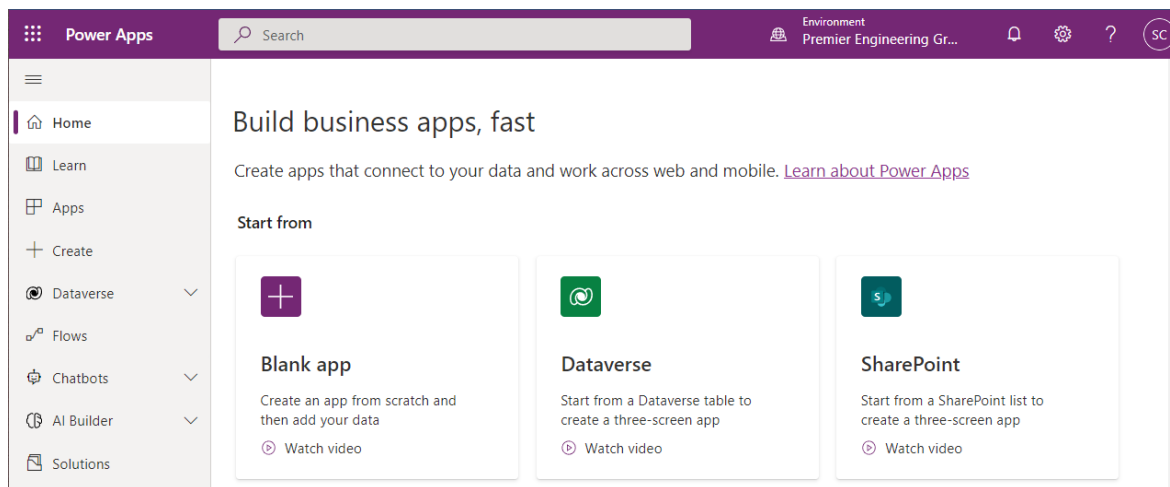 Power Apps
Search
Environment
Premier Engineering Gr...
?
SC
Home
Learn
Apps
Create
Dataverse
Flows
Chatbots
AI Builder
Solutions
Build business apps, fast
Create apps that connect to your data and work across web and mobile. Learn about Power Apps
Start from
Blank app
Create an app from scratch and
then add your data
Watch video
Dataverse
Start from a Dataverse table to
create a three-screen app
Watch video
S
SharePoint
Start from a SharePoint list to
create a three-screen app
Watch video